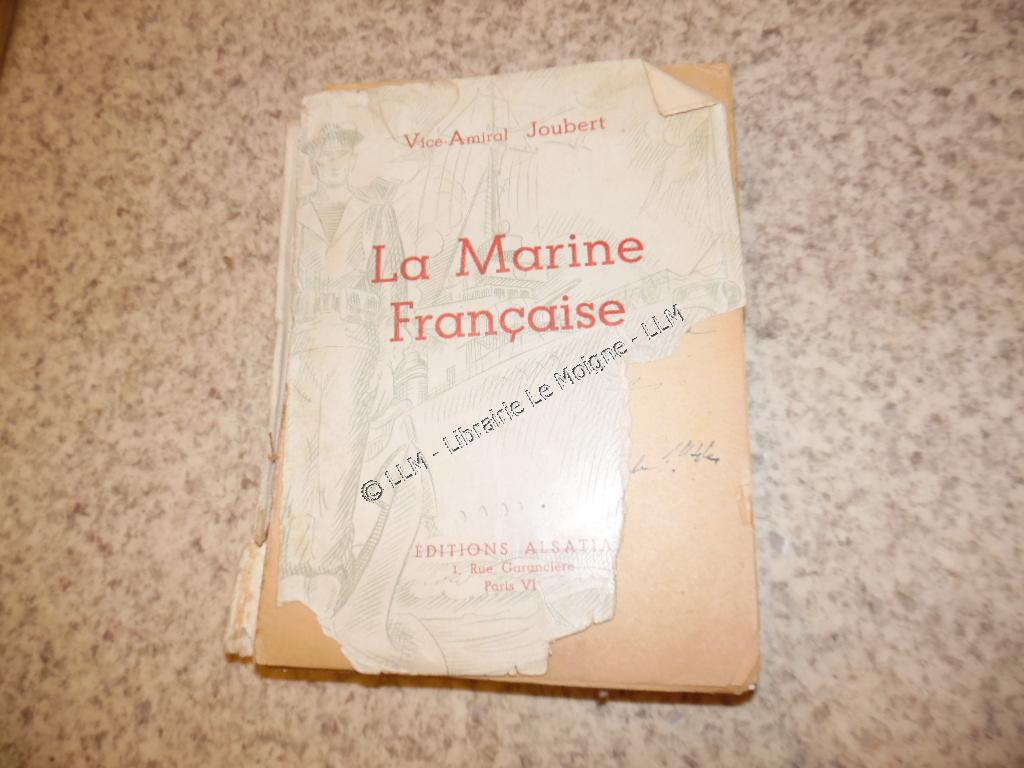 Vice-Amiral Joubert
La Marine
Française
© LLM - Librairie Le Moigne - LLM
EDITIONS ALSATIA
1, Rue Garancière
Paris VI